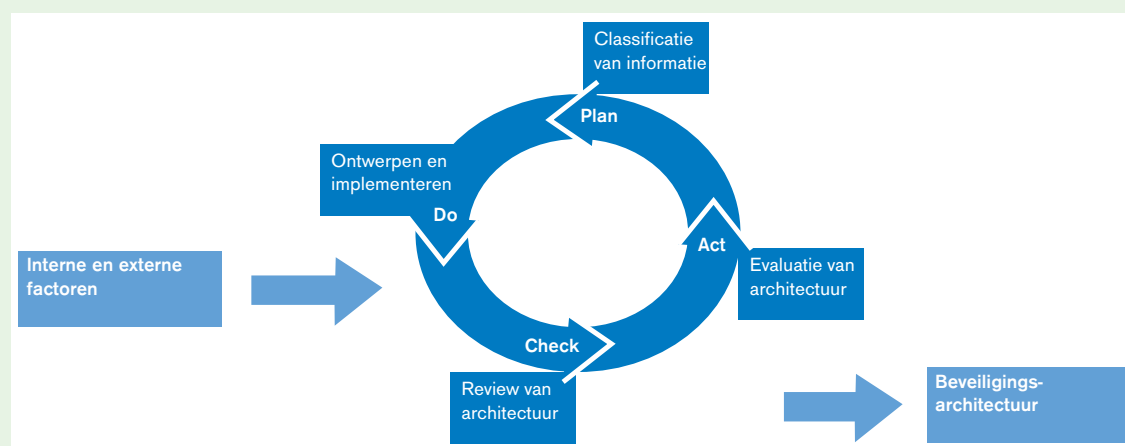 Classificatie
van informatie
Plan
Ontwerpen en
implementeren
Do
Act
Interne en externe
factoren
Evaluatie van
architectuur
Check
Review van
architectuur
Beveiligings-
architectuur